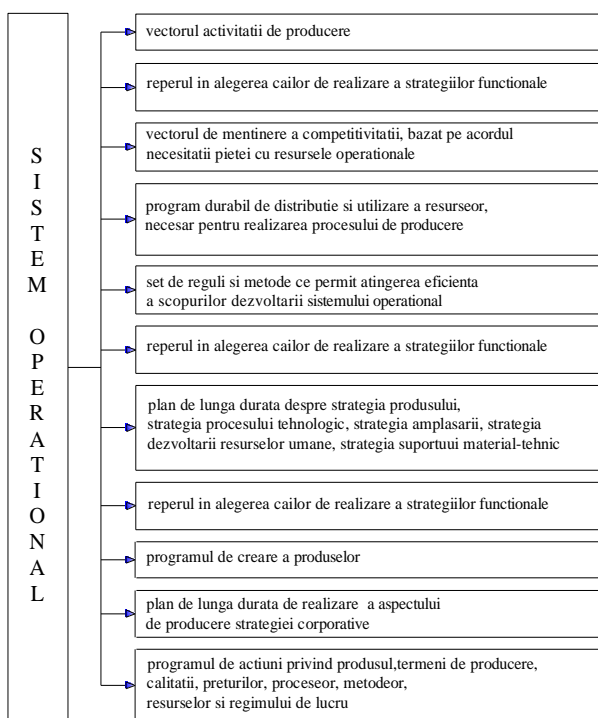 SISTEM OPERATIONAL
vectorul activitatii de producere
reperul in alegerea cailor de realizare a strategiilor functionale
vectorul de mentinere a competitivitatii, bazat pe acordul
necesitatii pietei cu resursele operationale
program durabil de distributie si utilizare a resurseor,
necesar pentru realizarea procesului de producere
set de reguli si metode ce permit atingerea eficienta
a scopurilor dezvoltarii sistemului operational
reperul in alegerea cailor de realizare a strategiilor functionale
plan de lunga durata despre strategia produsului,
strategia procesului tehnologic, strategia amplasarii, strategia
dezvoltarii resurselor umane, strategia suportuui material-tehnic
reperul in alegerea cailor de realizare a strategiilor functionale
programul de creare a produselor
plan de lunga durata de realizare a aspectului
de producere strategiei corporative
programul de actiuni privind produsul,termeni de producere,
calitatii, preturilor, proceseor, metodeor,
resurselor si regimului de lucru